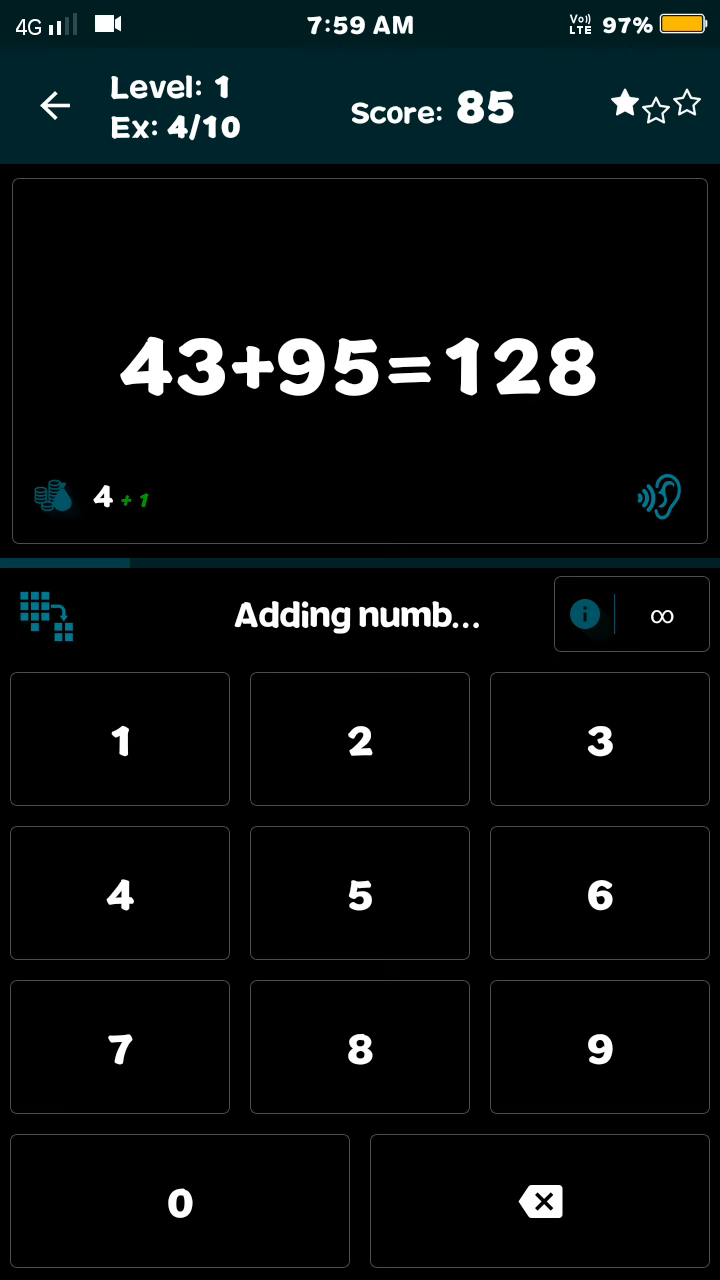 4G 7:59 AM Vo)) LTE 97%
Level: 1
Ex: 4/10
Score: 85
43+95=128
4 + 1
Adding numb...
i ∞
1 2 3
4 5 6
7 8 9
0